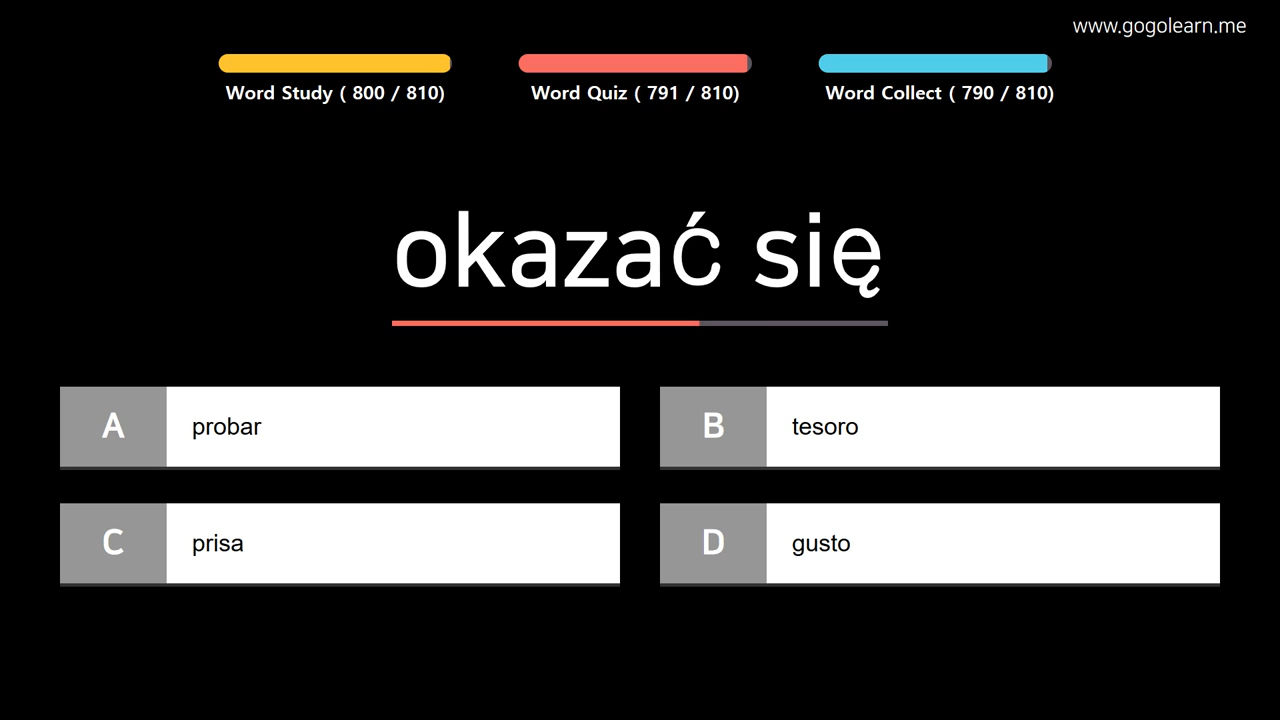 www.gogolearn.me
Word Study ( 800 / 810)
Word Quiz ( 791 / 810)
Word Collect ( 790 / 810)
okazać się
A probar
B tesoro
C prisa
D gusto